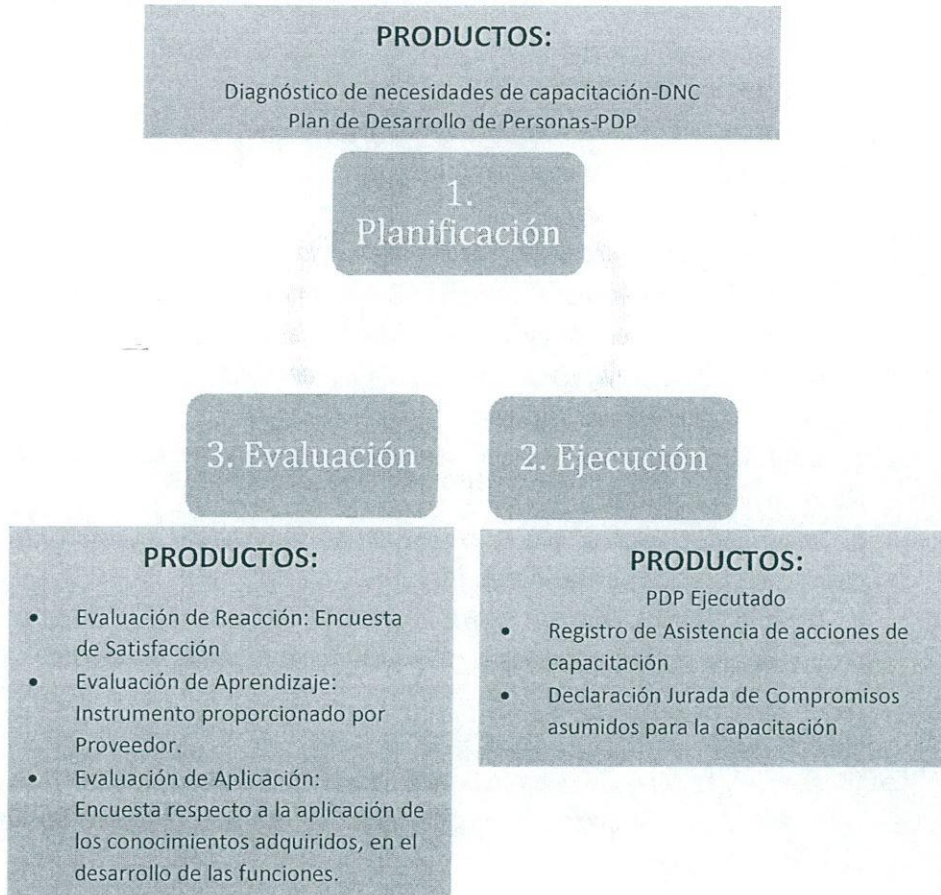 PRODUCTOS:
Diagnóstico de necesidades de capacitación-DNC
Plan de Desarrollo de Personas-PDP
1.
Planificación
3. Evaluación
2. Ejecución
PRODUCTOS:
• Evaluación de Reacción: Encuesta
de Satisfacción
• Evaluación de Aprendizaje:
Instrumento proporcionado por
Proveedor.
• Evaluación de Aplicación:
Encuesta respecto a la aplicación de
los conocimientos adquiridos, en el
desarrollo de las funciones.
PRODUCTOS:
PDP Ejecutado
• Registro de Asistencia de acciones de
capacitación
• Declaración Jurada de Compromisos
asumidos para la capacitación